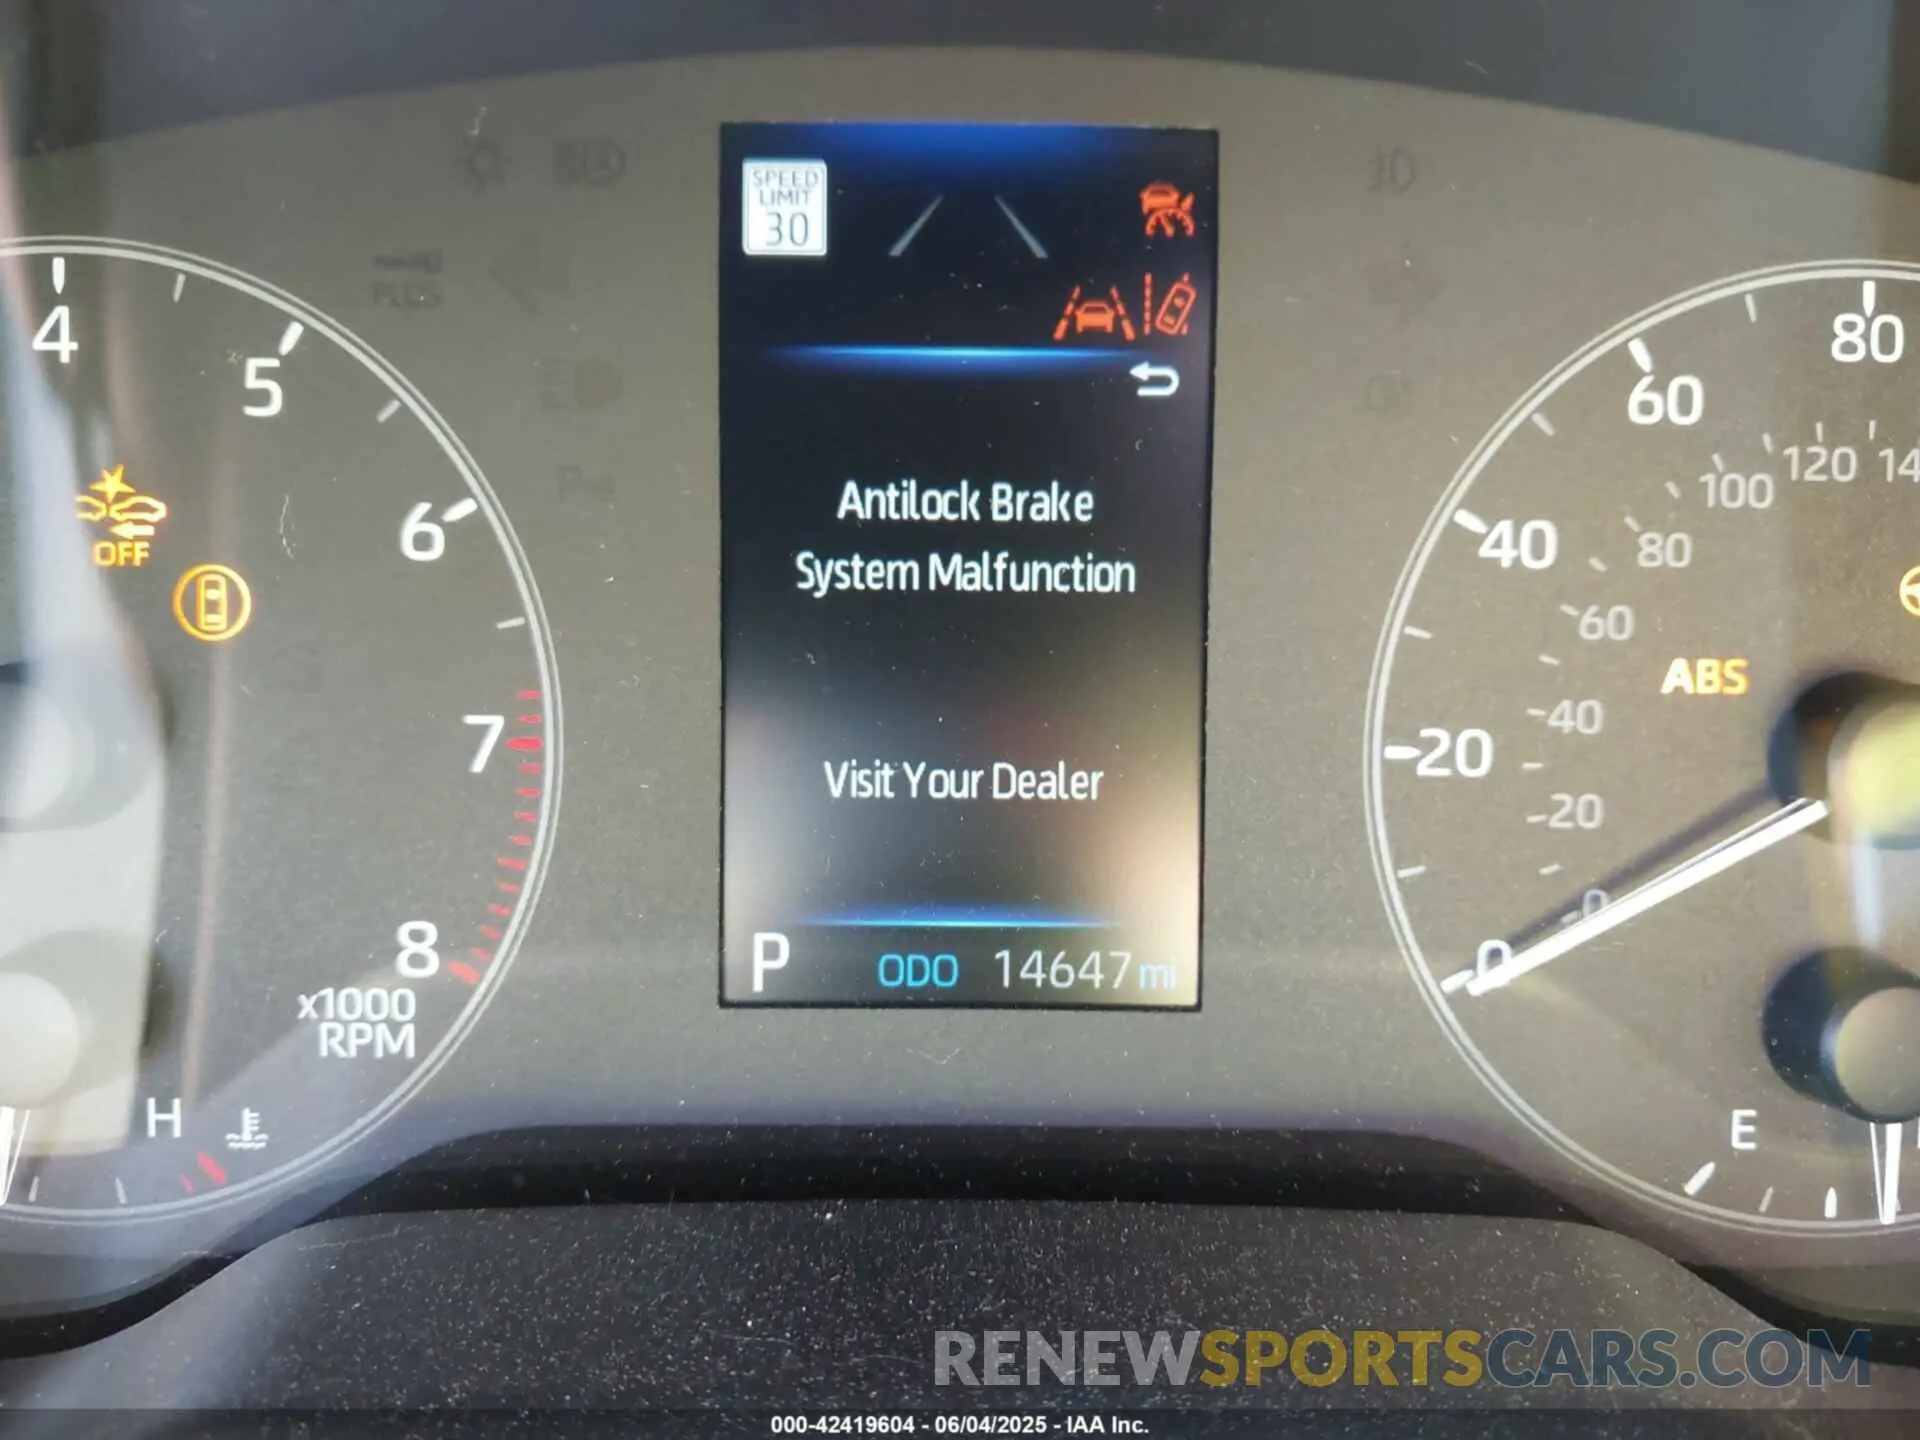 SPEED
LIMIT
30
Antilock Brake
System Malfunction
Visit Your Dealer
P ODO 14647 mi
4
5
6
7
8
x1000
RPM
OFF
H
80
60
40
20
0
120
100
80
60
40
20
0
ABS
E
RENEWSPORTSCARS.COM
000-42419604 - 06/04/2025 - IAA Inc.